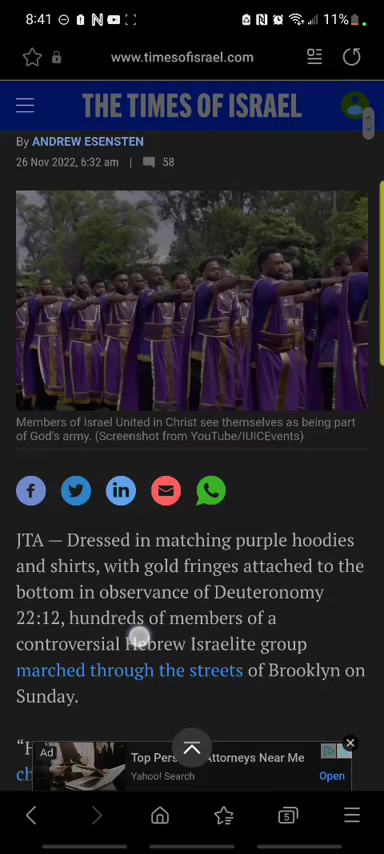 8:41
11%
www.timesofisrael.com
THE TIMES OF ISRAEL
By ANDREW ESENSTEN
26 Nov 2022, 6:32 am | 58
Members of Israel United in Christ see themselves as being part
of God's army. (Screenshot from YouTube/IUICEvents)
JTA — Dressed in matching purple hoodies
and shirts, with gold fringes attached to the
bottom in observance of Deuteronomy
22:12, hundreds of members of a
controversial Hebrew Israelite group
marched through the streets of Brooklyn on
Sunday.
Ad
Top Attorneys Near Me
Yahoo! Search
Open
5